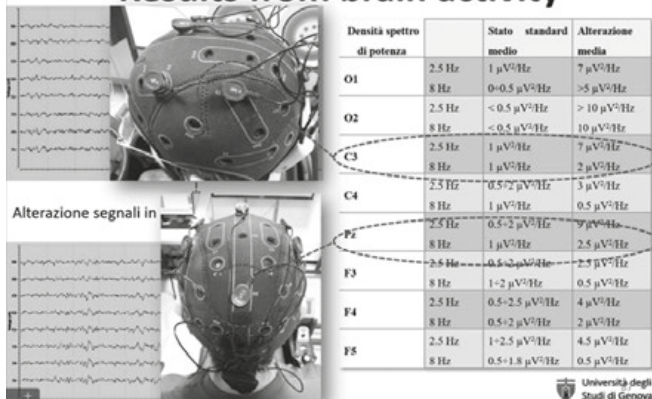 Results from brain activity
Densità spettro di potenza
Stato standard medio
Alterazione media
O1
2.5 Hz 1 µV²/Hz 7 µV²/Hz
8 Hz 0÷0.5 µV²/Hz >5 µV²/Hz
O2
2.5 Hz < 0.5 µV²/Hz > 10 µV²/Hz
8 Hz < 0.5 µV²/Hz 10 µV²/Hz
C3
2.5 Hz 1 µV²/Hz 7 µV²/Hz
8 Hz 1 µV²/Hz 2 µV²/Hz
C4
2.5 Hz 0.5÷2 µV²/Hz 3 µV²/Hz
8 Hz 1 µV²/Hz 0.5 µV²/Hz
Pz
2.5 Hz 0.5÷2 µV²/Hz 9 µV²/Hz
8 Hz 1 µV²/Hz 2.5 µV²/Hz
F3
2.5 Hz 0.5÷2 µV²/Hz 2.5 µV²/Hz
8 Hz 1÷2 µV²/Hz 0.5 µV²/Hz
F4
2.5 Hz 0.5÷2.5 µV²/Hz 4 µV²/Hz
8 Hz 0.5÷2 µV²/Hz 2 µV²/Hz
F5
2.5 Hz 1÷2.5 µV²/Hz 4.5 µV²/Hz
8 Hz 0.5÷1.8 µV²/Hz 0.5 µV²/Hz
Alterazione segnali in
Università degli
Studi di Genova